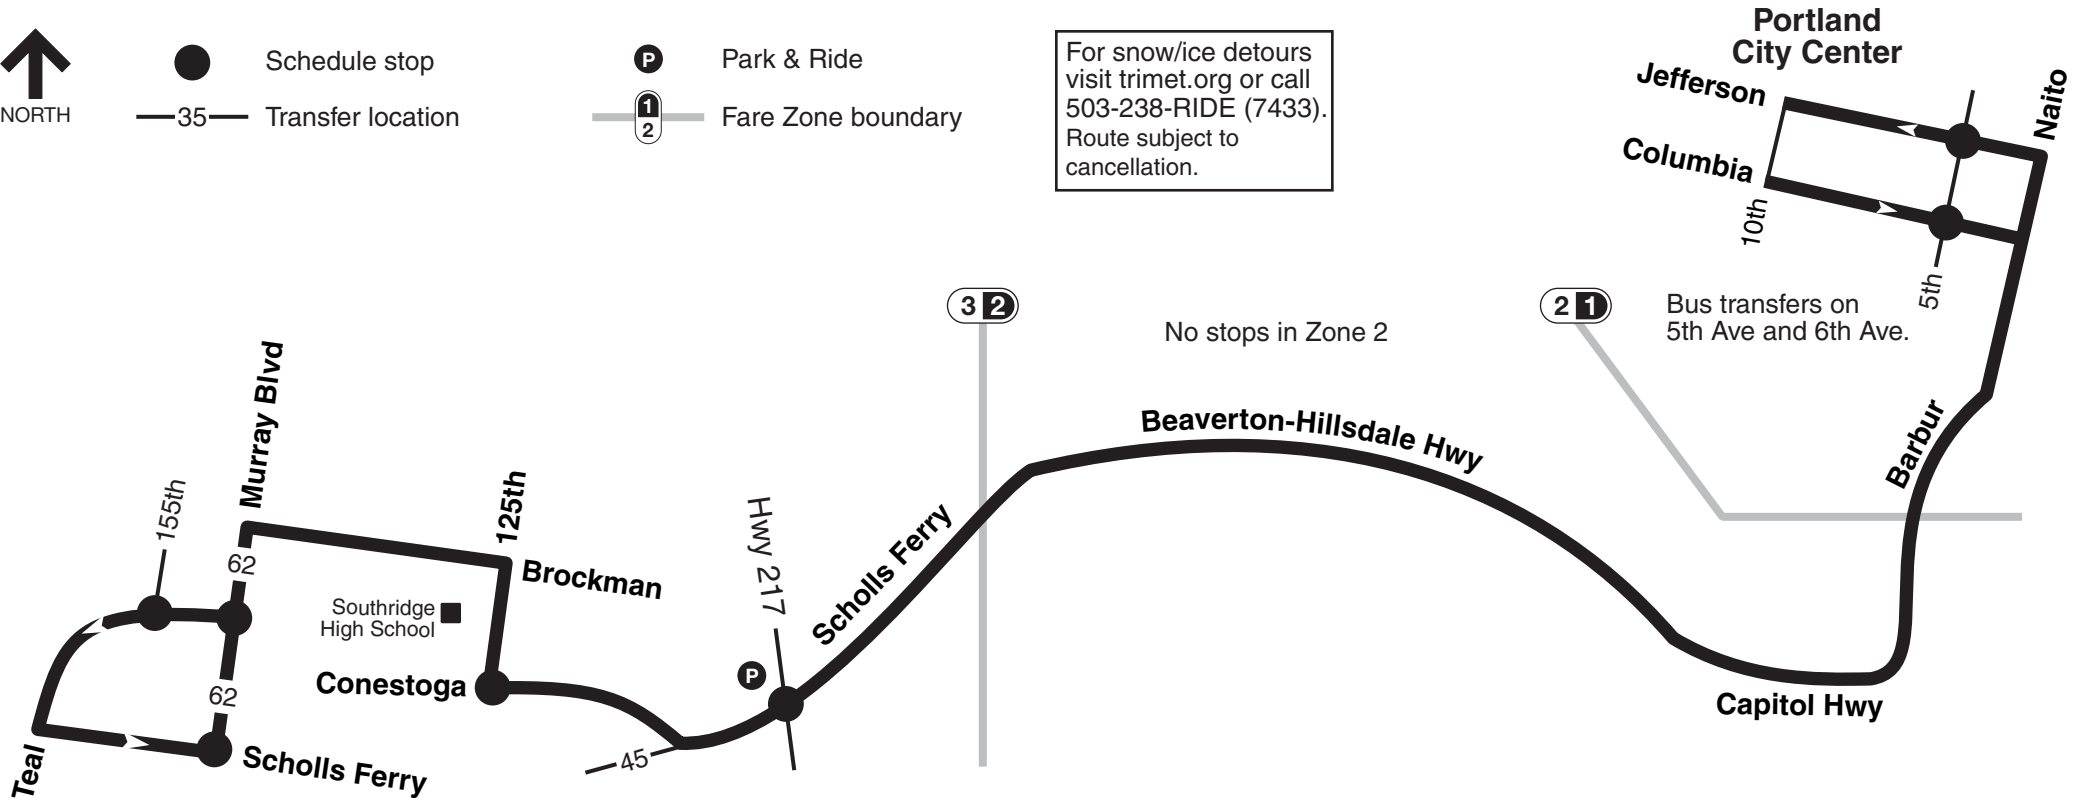 NORTH
Schedule stop
35
Transfer location
P
Park & Ride
1
2
Fare Zone boundary
For snow/ice detours
visit trimet.org or call
503-238-RIDE (7433).
Route subject to
cancellation.
Portland
City Center
Jefferson
Columbia
Naito
10th
5th
3 2
No stops in Zone 2
2 1
Bus transfers on
5th Ave and 6th Ave.
Murray Blvd
155th
125th
62
Brockman
Southridge
High School
Conestoga
62
Teal
Scholls Ferry
45
Hwy 217
P
Scholls Ferry
Beaverton-Hillsdale Hwy
Barbur
Capitol Hwy